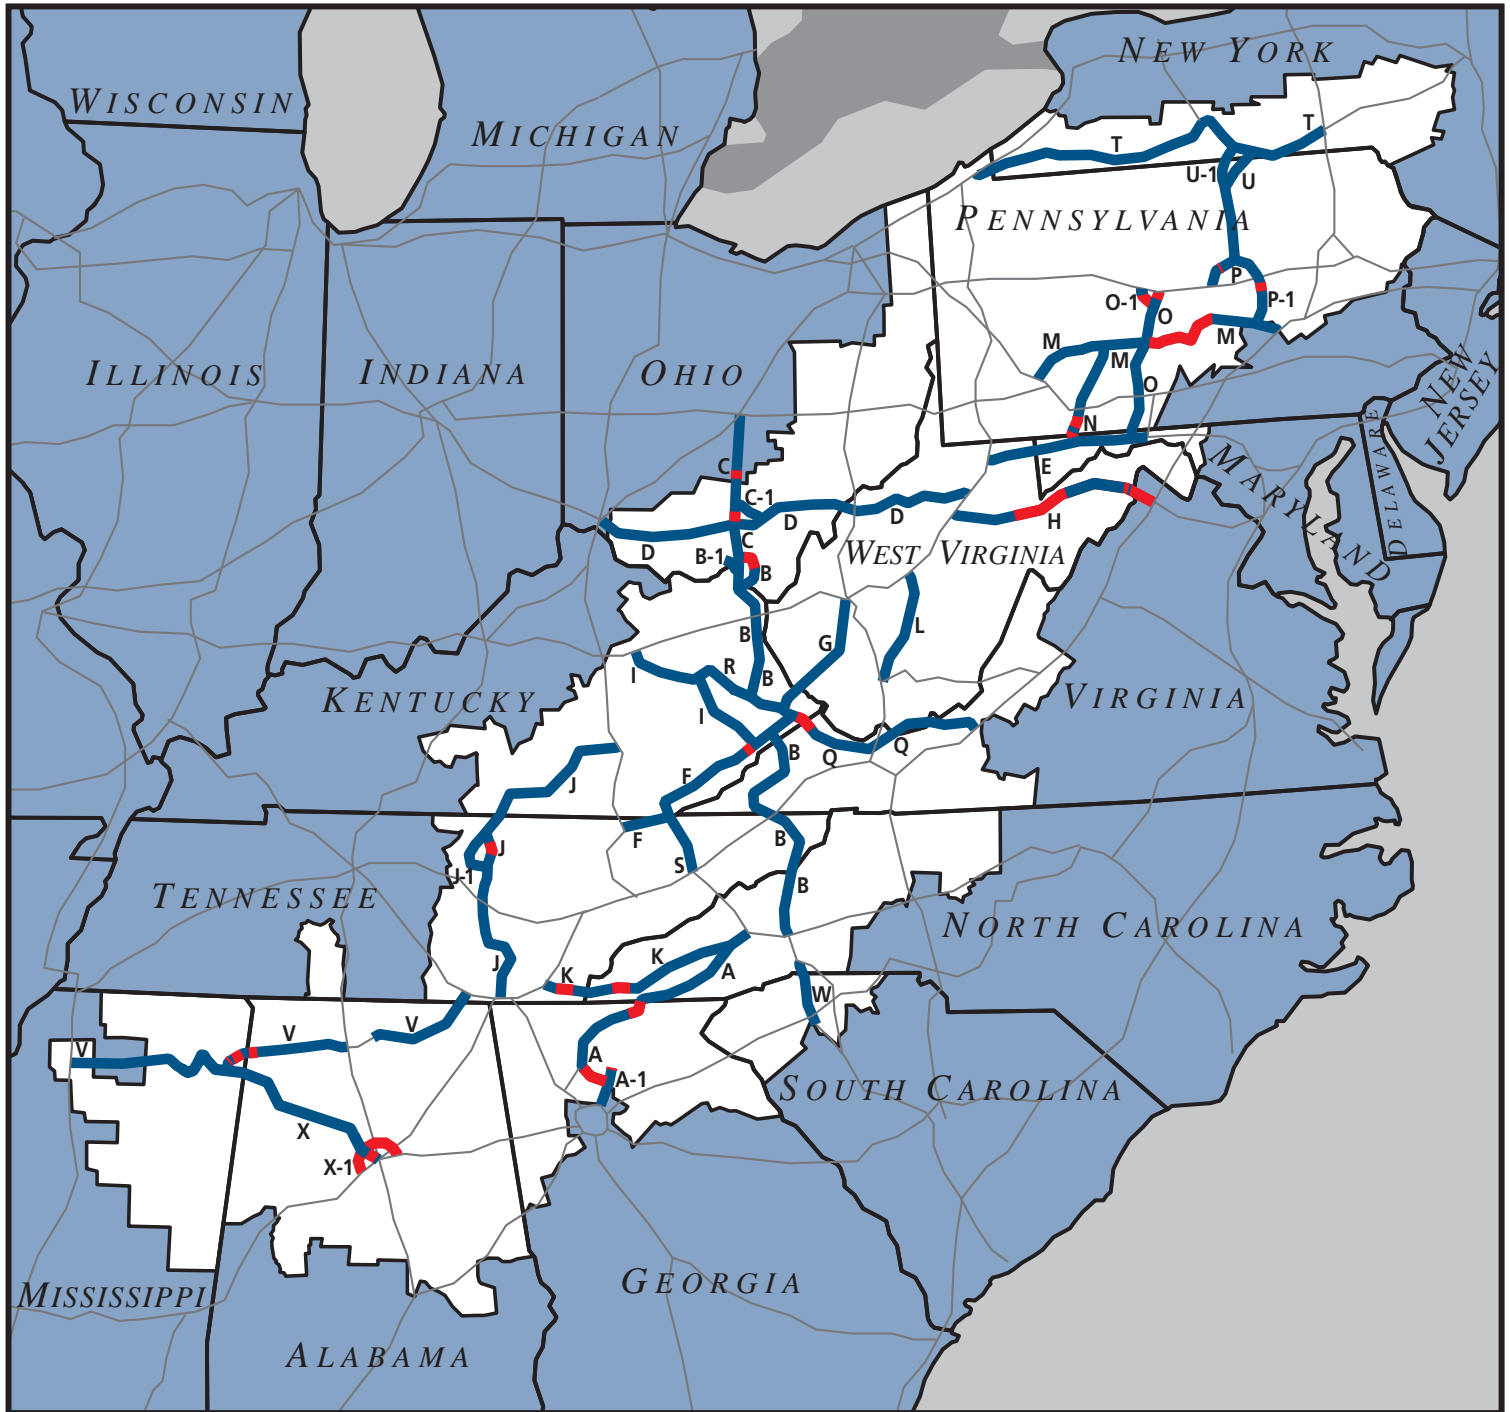 NEW YORK
WISCONSIN
MICHIGAN
T
T
U-1
U
PENNSYLVANIA
P
P-1
O-1
O
M
M
M
ILLINOIS
INDIANA
OHIO
O
NEW
JERSEY
N
DELAWARE
E
MARYLAND
C
C-1
D
D
H
DELAWARE
D
C
B-1
B
WEST VIRGINIA
L
B
G
I
R
B
KENTUCKY
VIRGINIA
I
B
Q
Q
F
J
F
B
J
S
J-1
B
TENNESSEE
NORTH CAROLINA
K
J
K
A
W
V
V
V
A
A-1
SOUTH CAROLINA
X
X-1
GEORGIA
MISSISSIPPI
ALABAMA